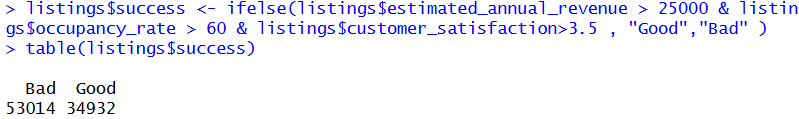 > listings$success <- ifelse(listings$estimated_annual_revenue > 25000 & listin
gs$occupancy_rate > 60 & listings$customer_satisfaction>3.5 , "Good","Bad" )
> table(listings$success)
Bad Good
53014 34932